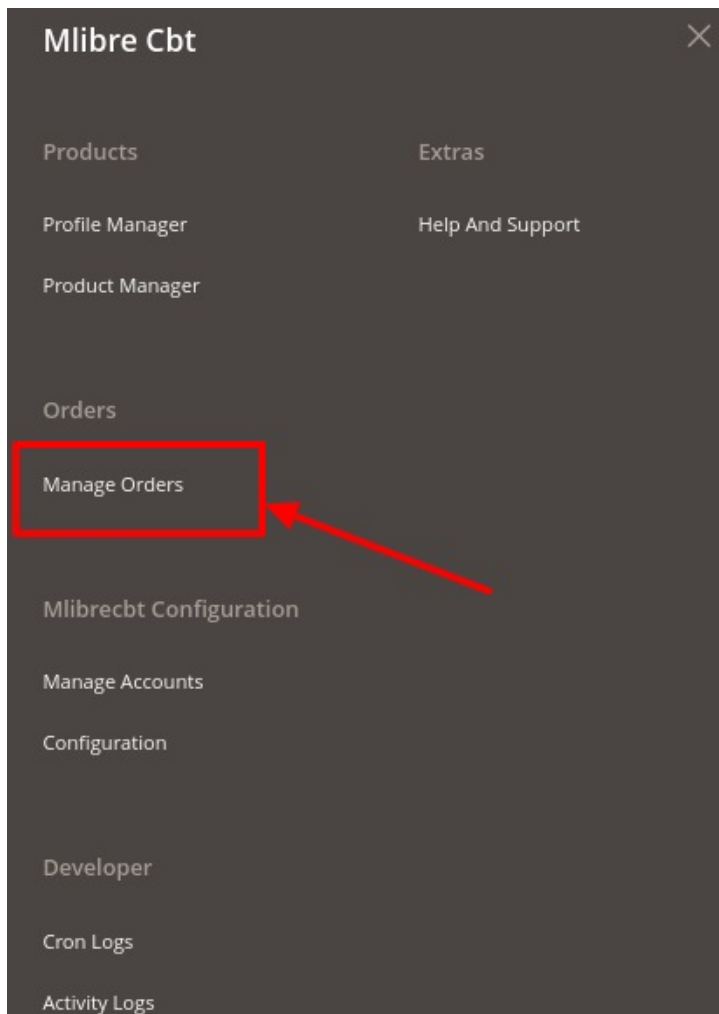 Mlibre Cbt
Products
Extras
Profile Manager
Help And Support
Product Manager
Orders
Manage Orders
Mlibrecbt Configuration
Manage Accounts
Configuration
Developer
Cron Logs
Activity Logs